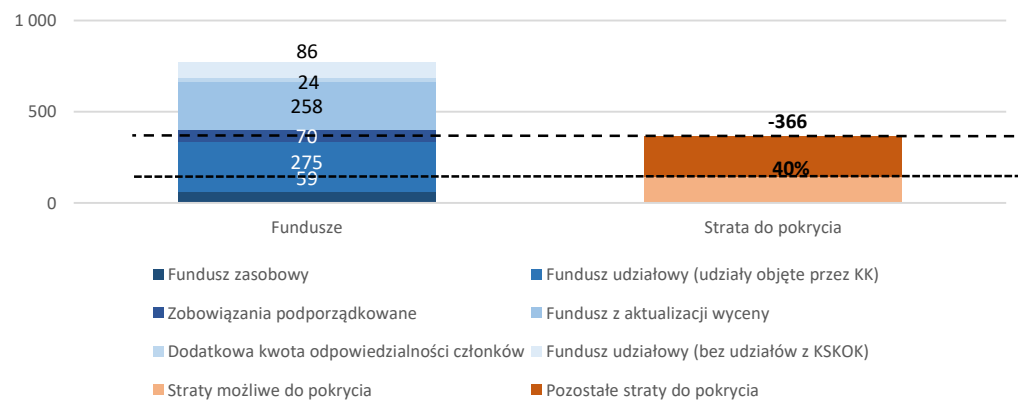 1 000
86
24
258
500
70
-366
275
59
40%
0
Fundusze
Strata do pokrycia
Fundusz zasobowy
Fundusz udziałowy (udziały objęte przez KK)
Zobowiązania podporządkowane
Fundusz z aktualizacji wyceny
Dodatkowa kwota odpowiedzialności członków
Fundusz udziałowy (bez udziałów z KSKOK)
Straty możliwe do pokrycia
Pozostałe straty do pokrycia